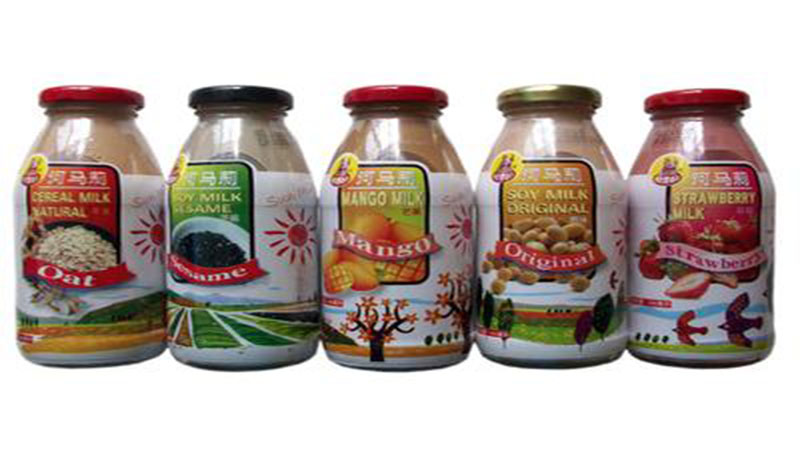 阿马莉
CEREAL MILK
NATURAL
Oat
阿马莉
SOY MILK
SESAME
Sesame
阿马莉
MANGO MILK
Mango
阿马莉
SOY MILK
ORIGINAL
Original
阿马莉
STRAWBERRY
MILK
Strawberry